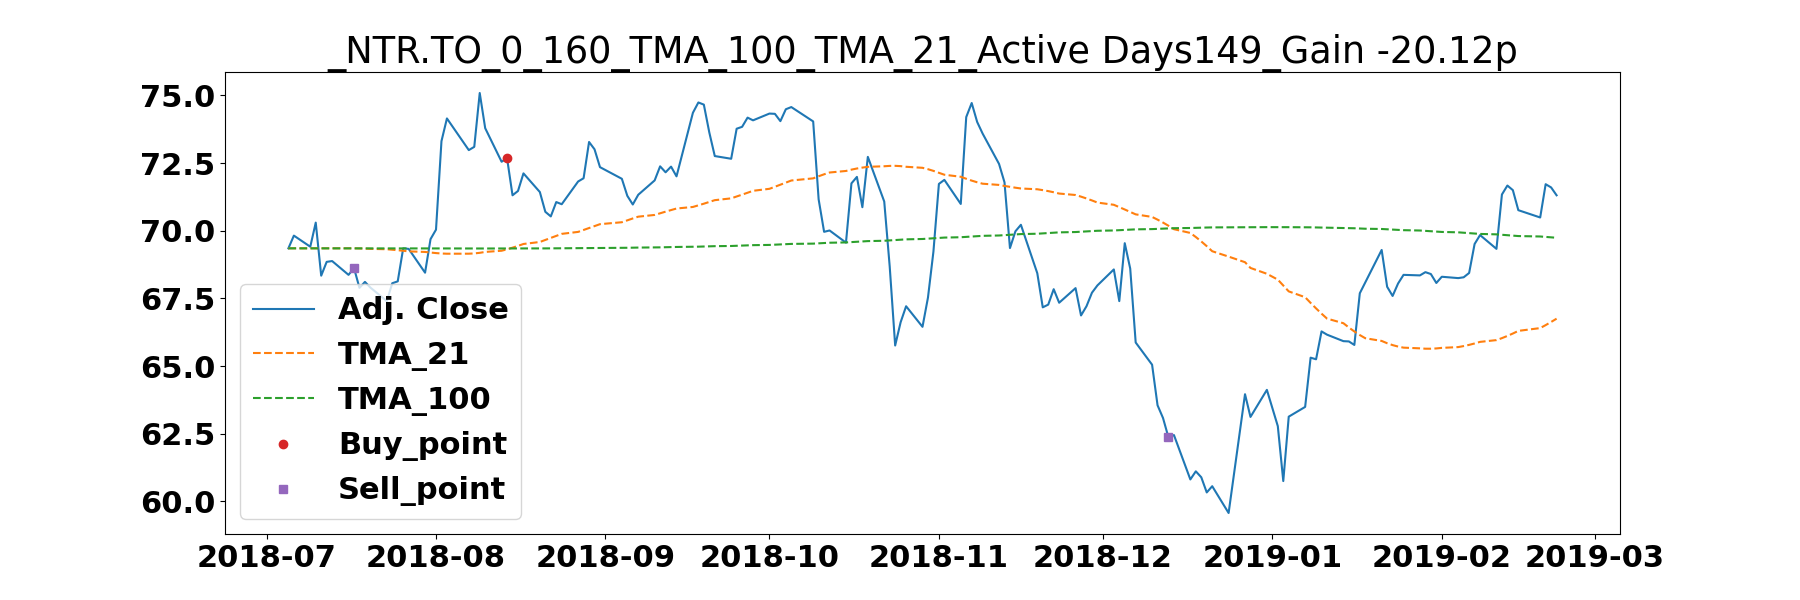 _NTR.TO_0_160_TMA_100_TMA_21_Active Days149_Gain -20.12p
75.0
72.5
70.0
67.5
65.0
62.5
60.0
Adj. Close
TMA_21
TMA_100
Buy_point
Sell_point
2018-07 2018-08 2018-09 2018-10 2018-11 2018-12 2019-01 2019-02 2019-03